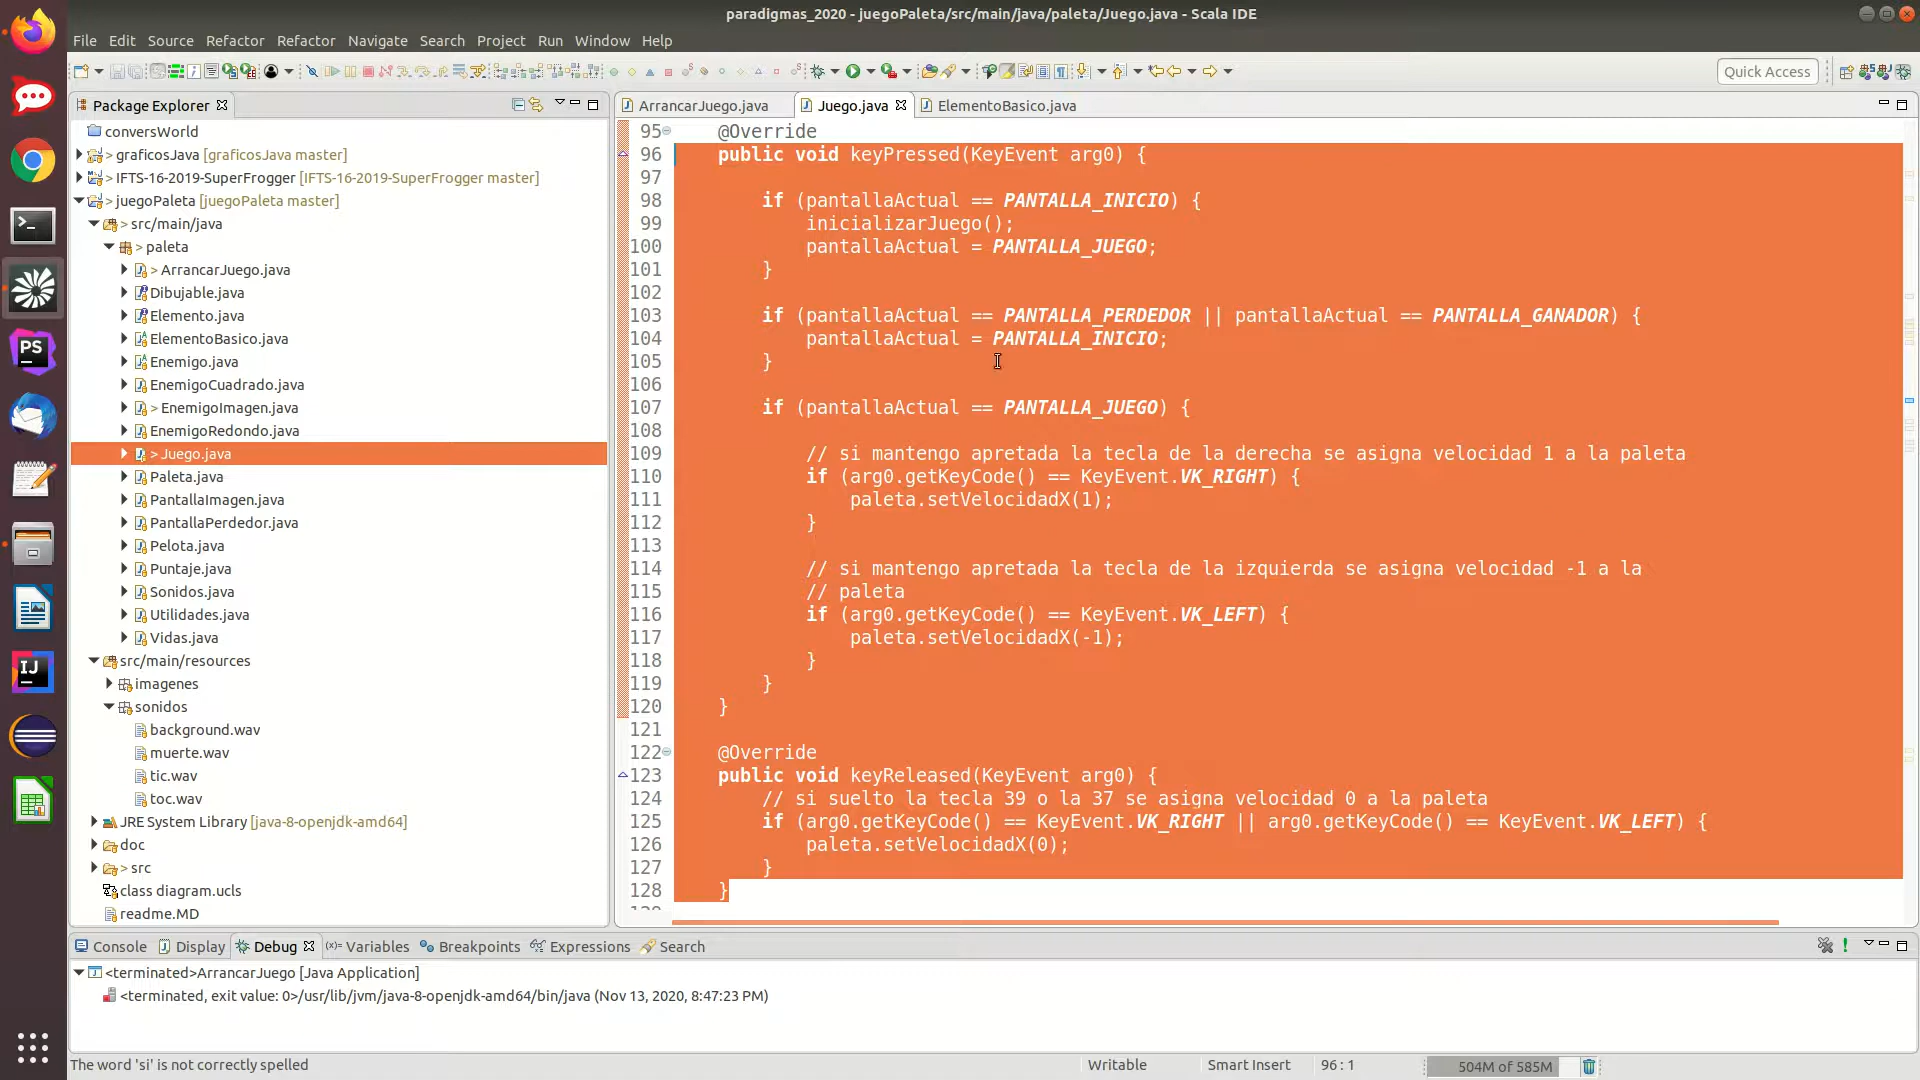 paradigmas_2020 - juegoPaleta/src/main/java/paleta/Juego.java - Scala IDE
File Edit Source Refactor Refactor Navigate Search Project Run Window Help
Quick Access
Package Explorer
conversWorld
> graficosJava [graficosJava master]
> IFTS-16-2019-SuperFrogger [IFTS-16-2019-SuperFrogger master]
> juegoPaleta [juegoPaleta master]
> src/main/java
> paleta
> ArrancarJuego.java
Dibujable.java
Elemento.java
ElementoBasico.java
Enemigo.java
EnemigoCuadrado.java
> EnemigoImagen.java
EnemigoRedondo.java
> Juego.java
Paleta.java
PantallaImagen.java
PantallaPerdedor.java
Pelota.java
Puntaje.java
Sonidos.java
Utilidades.java
Vidas.java
src/main/resources
imagenes
sonidos
background.wav
muerte.wav
tic.wav
toc.wav
JRE System Library [java-8-openjdk-amd64]
doc
> src
class diagram.ucls
readme.MD
ArrancarJuego.java Juego.java ElementoBasico.java
95 @Override
96 public void keyPressed(KeyEvent arg0) {
97
98 if (pantallaActual == PANTALLA_INICIO) {
99 inicializarJuego();
100 pantallaActual = PANTALLA_JUEGO;
101 }
102
103 if (pantallaActual == PANTALLA_PERDEDOR || pantallaActual == PANTALLA_GANADOR) {
104 pantallaActual = PANTALLA_INICIO;
105 }
106
107 if (pantallaActual == PANTALLA_JUEGO) {
108
109 // si mantengo apretada la tecla de la derecha se asigna velocidad 1 a la paleta
110 if (arg0.getKeyCode() == KeyEvent.VK_RIGHT) {
111 paleta.setVelocidadX(1);
112 }
113
114 // si mantengo apretada la tecla de la izquierda se asigna velocidad -1 a la
115 // paleta
116 if (arg0.getKeyCode() == KeyEvent.VK_LEFT) {
117 paleta.setVelocidadX(-1);
118 }
119 }
120 }
121
122 @Override
123 public void keyReleased(KeyEvent arg0) {
124 // si suelto la tecla 39 o la 37 se asigna velocidad 0 a la paleta
125 if (arg0.getKeyCode() == KeyEvent.VK_RIGHT || arg0.getKeyCode() == KeyEvent.VK_LEFT) {
126 paleta.setVelocidadX(0);
127 }
128 }
Console Display Debug Variables Breakpoints Expressions Search
<terminated>ArrancarJuego [Java Application]
<terminated, exit value: 0>/usr/lib/jvm/java-8-openjdk-amd64/bin/java (Nov 13, 2020, 8:47:23 PM)
The word 'si' is not correctly spelled
Writable
Smart Insert
96 : 1
504M of 585M
PS
IJ